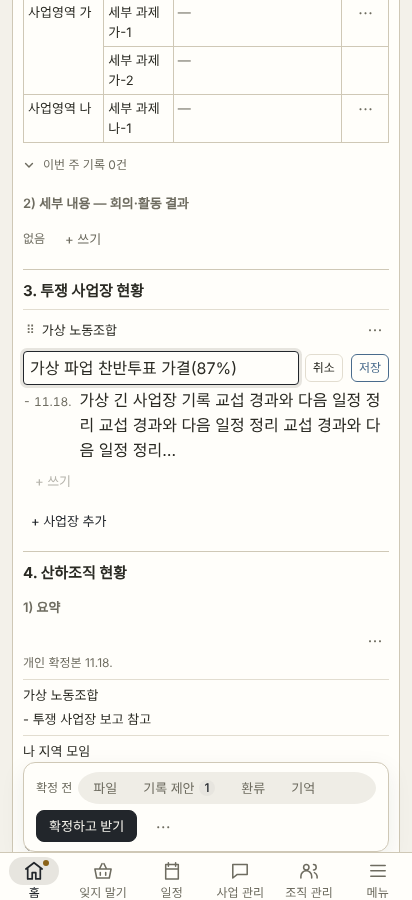 사업영역 가
세부 과제
가-1
—
…
세부 과제
가-2
—
사업영역 나
세부 과제
나-1
—
…
이번 주 기록 0건
2) 세부 내용 — 회의·활동 결과
없음 + 쓰기
3. 투쟁 사업장 현황
가상 노동조합 …
가상 파업 찬반투표 가결(87%) 취소 저장
- 11.18. 가상 긴 사업장 기록 교섭 경과와 다음 일정 정
리 교섭 경과와 다음 일정 정리 교섭 경과와 다
음 일정 정리…
+ 쓰기
+ 사업장 추가
4. 산하조직 현황
1) 요약
…
개인 확정본 11.18.
가상 노동조합
- 투쟁 사업장 보고 참고
나 지역 모임
확정 전 파일 기록 제안 1 환류 기억
확정하고 받기 …
홈 잊지 말기 일정 사업 관리 조직 관리 메뉴